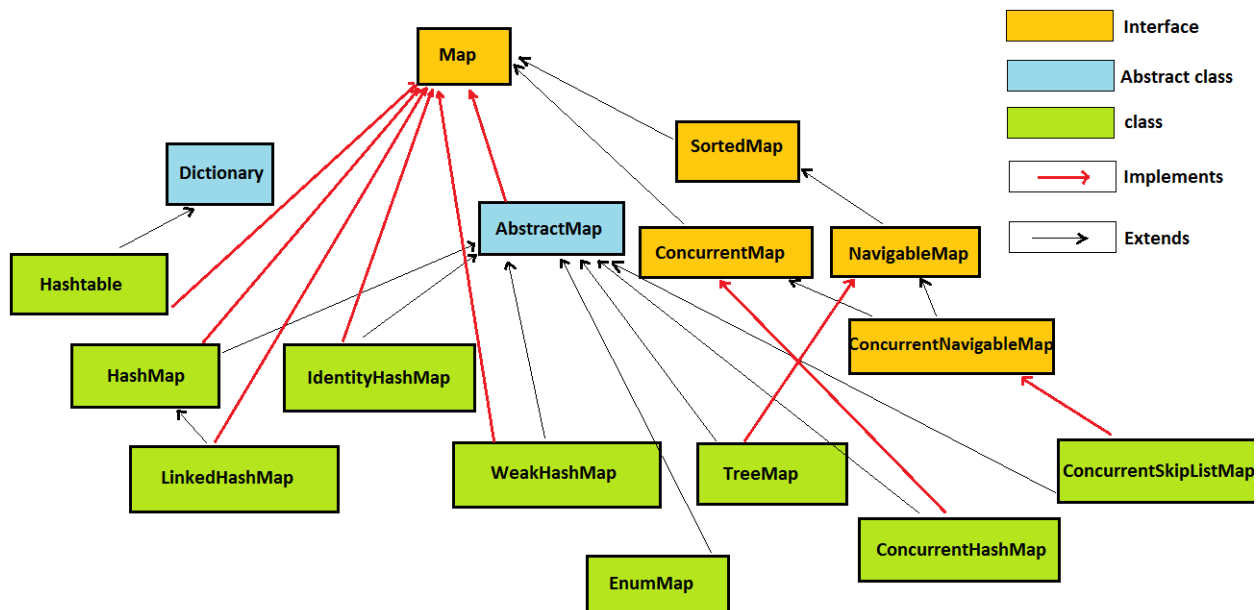 Interface
Map
Abstract class
class
SortedMap
Dictionary
Implements
AbstractMap
Extends
ConcurrentMap
NavigableMap
Hashtable
ConcurrentNavigableMap
HashMap
IdentityHashMap
LinkedHashMap
WeakHashMap
TreeMap
ConcurrentSkipListMap
ConcurrentHashMap
EnumMap